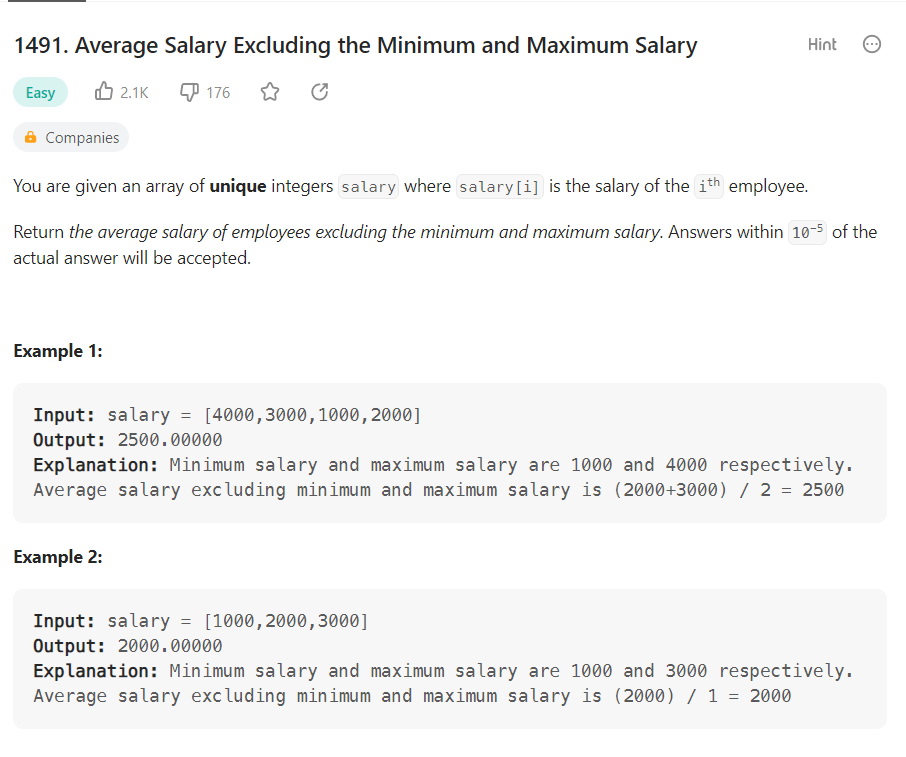 1491. Average Salary Excluding the Minimum and Maximum Salary
Hint
Easy
2.1K
176
Companies
You are given an array of unique integers salary where salary[i] is the salary of the ith employee.
Return the average salary of employees excluding the minimum and maximum salary. Answers within 10-5 of the
actual answer will be accepted.
Example 1:
Input: salary = [4000,3000,1000,2000]
Output: 2500.00000
Explanation: Minimum salary and maximum salary are 1000 and 4000 respectively.
Average salary excluding minimum and maximum salary is (2000+3000) / 2 = 2500
Example 2:
Input: salary = [1000,2000,3000]
Output: 2000.00000
Explanation: Minimum salary and maximum salary are 1000 and 3000 respectively.
Average salary excluding minimum and maximum salary is (2000) / 1 = 2000